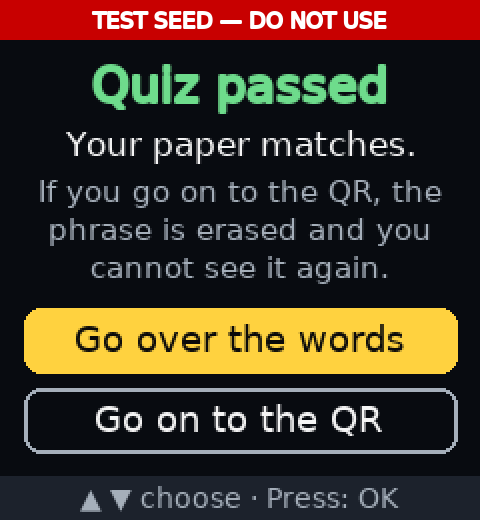 TEST SEED — DO NOT USE
Quiz passed
Your paper matches.
If you go on to the QR, the
phrase is erased and you
cannot see it again.
Go over the words
Go on to the QR
▲ ▼ choose · Press: OK